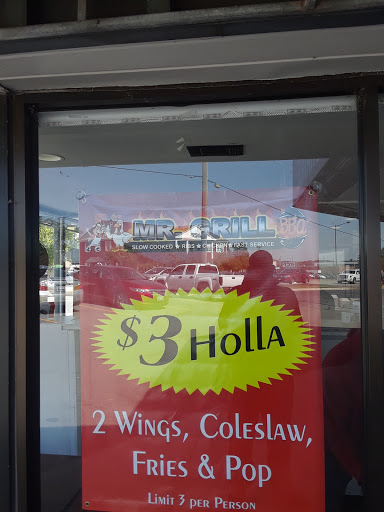 MR. GRILL
BBQ
SLOW COOKED ★ RIBS ★ CHICKEN ★ FAST SERVICE
$3 Holla
2 Wings, Coleslaw,
Fries & Pop
Limit 3 per Person